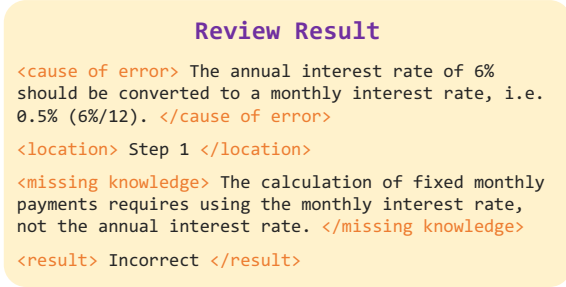 Review Result
<cause of error> The annual interest rate of 6%
should be converted to a monthly interest rate, i.e.
0.5% (6%/12). </cause of error>
<location> Step 1 </location>
<missing knowledge> The calculation of fixed monthly
payments requires using the monthly interest rate,
not the annual interest rate. </missing knowledge>
<result> Incorrect </result>